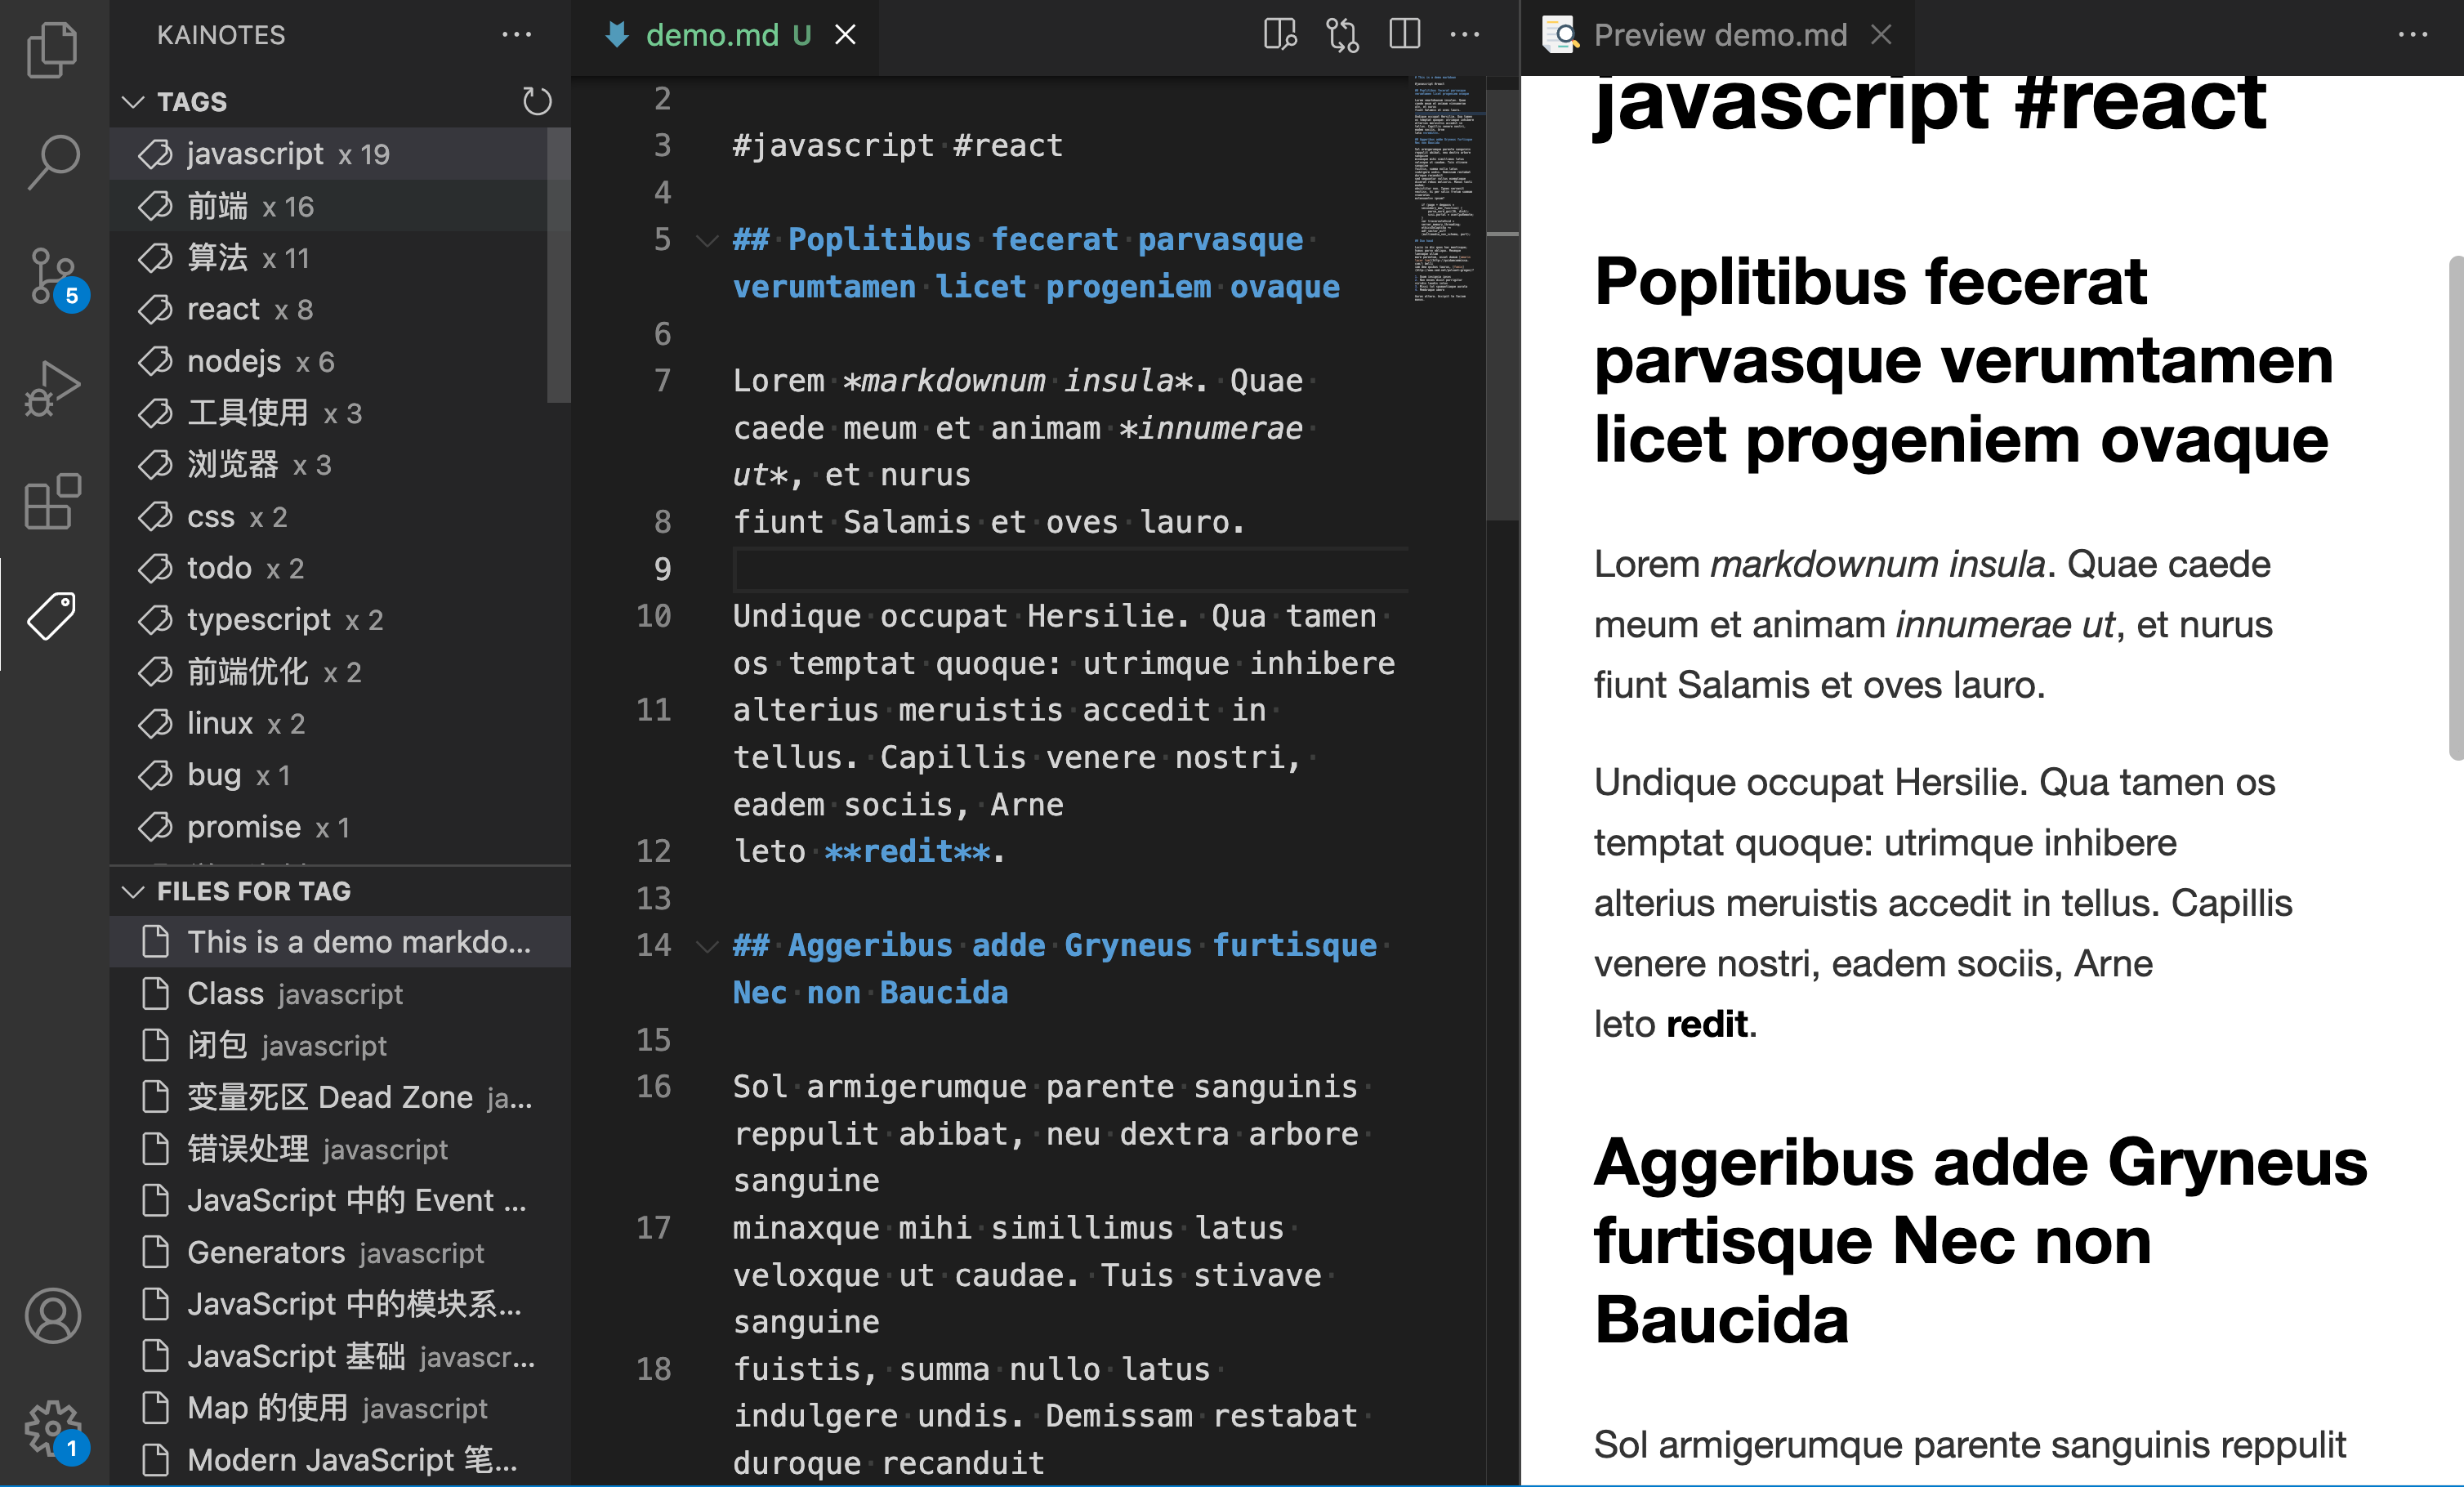 KAINOTES
TAGS
javascript x 19
前端 x 16
算法 x 11
react x 8
nodejs x 6
工具使用 x 3
浏览器 x 3
css x 2
todo x 2
typescript x 2
前端优化 x 2
linux x 2
bug x 1
promise x 1
FILES FOR TAG
This is a demo markdo...
Class javascript
闭包 javascript
变量死区 Dead Zone ja...
错误处理 javascript
JavaScript 中的 Event ...
Generators javascript
JavaScript 中的模块系...
JavaScript 基础 javascr...
Map 的使用 javascript
Modern JavaScript 笔...
5
1
demo.md U
2
3 #javascript #react
4
5 ## Poplitibus fecerat parvasque
verumtamen licet progeniem ovaque
6
7 Lorem *markdownum insula*. Quae
caede meum et animam *innumerae
ut*, et nurus
8 fiunt Salamis et oves lauro.
9
10 Undique occupat Hersilie. Qua tamen
os temptat quoque: utrimque inhibere
11 alterius meruistis accedit in
tellus. Capillis venere nostri,
eadem sociis, Arne
12 leto **redit**.
13
14 ## Aggeribus adde Gryneus furtisque
Nec non Baucida
15
16 Sol armigerumque parente sanguinis
reppulit abibat, neu dextra arbore
sanguine
17 minaxque mihi simillimus latus
veloxque ut caudae. Tuis stivave
sanguine
18 fuistis, summa nullo latus
indulgere undis. Demissam restabat
duroque recanduit
Preview demo.md
javascript #react
Poplitibus fecerat
parvasque verumtamen
licet progeniem ovaque
Lorem markdownum insula. Quae caede
meum et animam innumerae ut, et nurus
fiunt Salamis et oves lauro.
Undique occupat Hersilie. Qua tamen os
temptat quoque: utrimque inhibere
alterius meruistis accedit in tellus. Capillis
venere nostri, eadem sociis, Arne
leto redit.
Aggeribus adde Gryneus
furtisque Nec non
Baucida
Sol armigerumque parente sanguinis reppulit